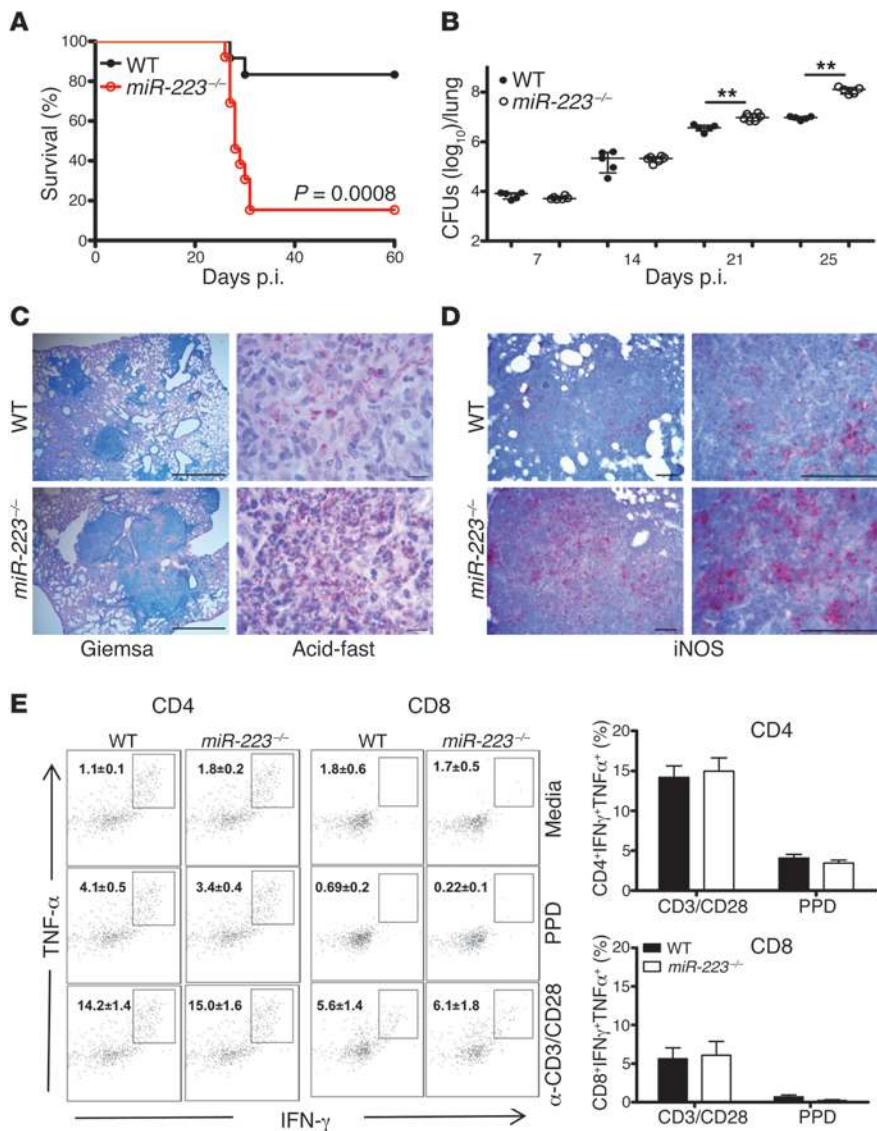 A
Survival (%)
100
80
60
40
20
0
WT
miR-223⁻/⁻
P = 0.0008
0 20 40 60
Days p.i.
B
CFUs (log₁₀)/lung
8
6
4
2
WT
miR-223⁻/⁻
** **
7 14 21 25
Days p.i.
C
WT
miR-223⁻/⁻
Giemsa Acid-fast
D
WT
miR-223⁻/⁻
iNOS
E
CD4 CD8
WT miR-223⁻/⁻ WT miR-223⁻/⁻
1.1±0.1 1.8±0.2 1.8±0.6 1.7±0.5
Media
4.1±0.5 3.4±0.4 0.69±0.2 0.22±0.1
PPD
14.2±1.4 15.0±1.6 5.6±1.4 6.1±1.8
α-CD3/CD28
TNF-α
IFN-γ
CD4
CD4⁺IFNγ⁺TNFα⁺ (%)
20
15
10
5
0
CD3/CD28 PPD
CD8
WT
miR-223⁻/⁻
CD8⁺IFNγ⁺TNFα⁺ (%)
20
15
10
5
0
CD3/CD28 PPD